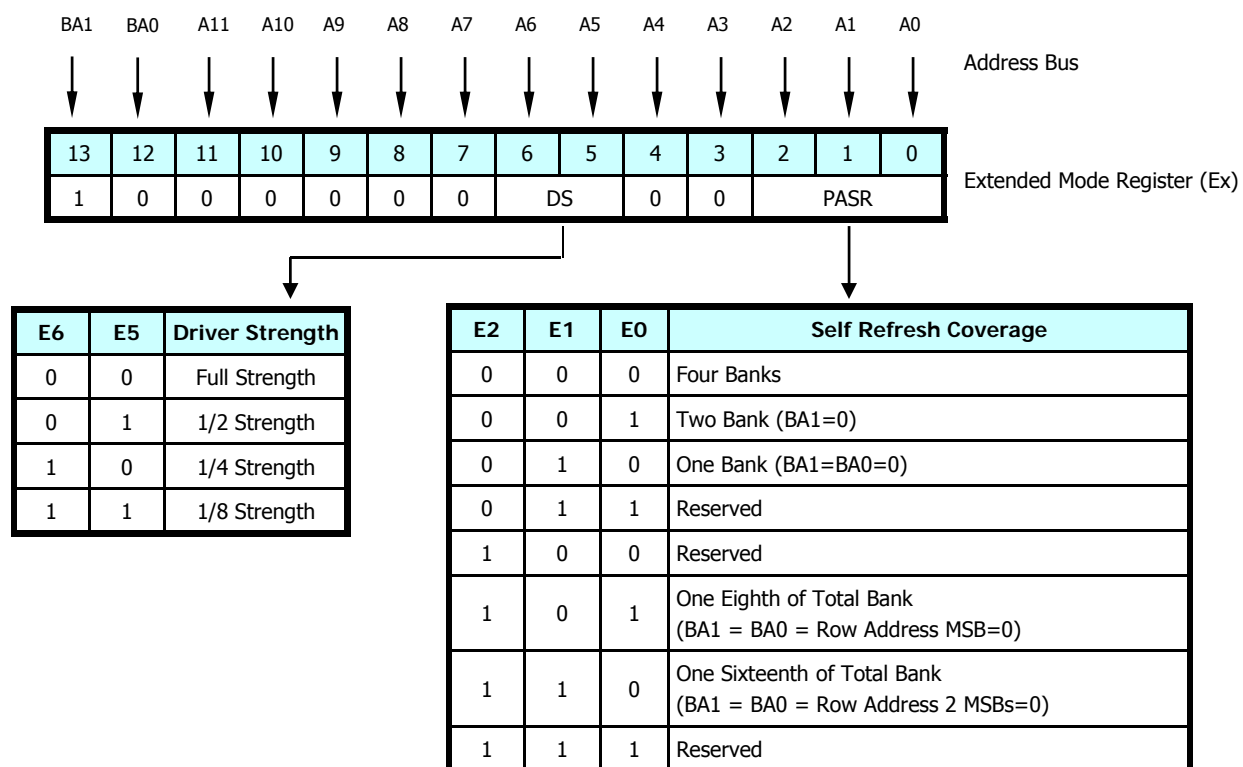 BA1 BA0 A11 A10 A9 A8 A7 A6 A5 A4 A3 A2 A1 A0
Address Bus
13 12 11 10 9 8 7 6 5 4 3 2 1 0
1 0 0 0 0 0 0 DS 0 0 PASR
Extended Mode Register (Ex)
E6 E5 Driver Strength
0 0 Full Strength
0 1 1/2 Strength
1 0 1/4 Strength
1 1 1/8 Strength
E2 E1 E0 Self Refresh Coverage
0 0 0 Four Banks
0 0 1 Two Bank (BA1=0)
0 1 0 One Bank (BA1=BA0=0)
0 1 1 Reserved
1 0 0 Reserved
1 0 1 One Eighth of Total Bank
(BA1 = BA0 = Row Address MSB=0)
1 1 0 One Sixteenth of Total Bank
(BA1 = BA0 = Row Address 2 MSBs=0)
1 1 1 Reserved